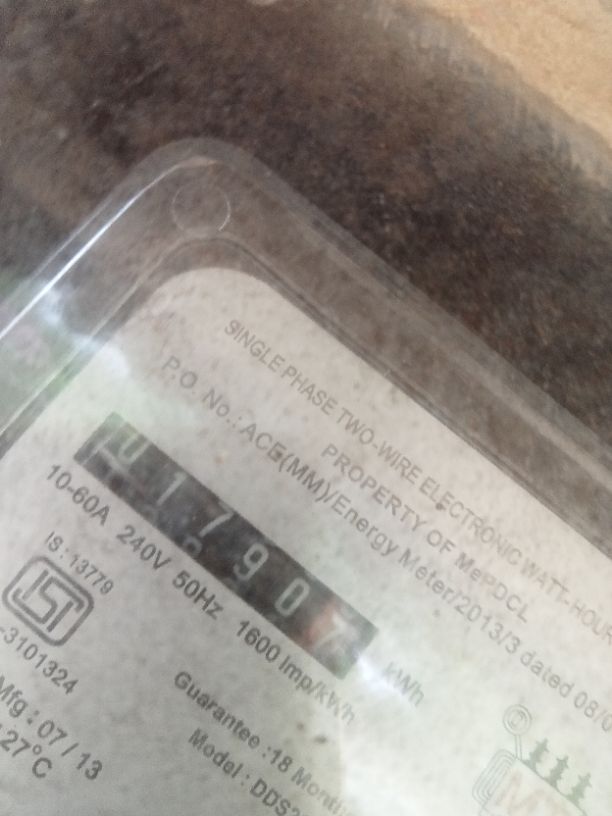 SINGLE PHASE TWO-WIRE ELECTRONIC WATT-HOUR
PROPERTY OF MePDCL
P.O. No.: ACE(MM)/Energy Meter/2013/3 dated 08/0
017907 kWh
10-60A 240V 50Hz 1600 Imp/kWh
IS : 13779
-3101324
Mfg : 07 / 13
27°C
Guarantee :18 Month
Model : DDS2